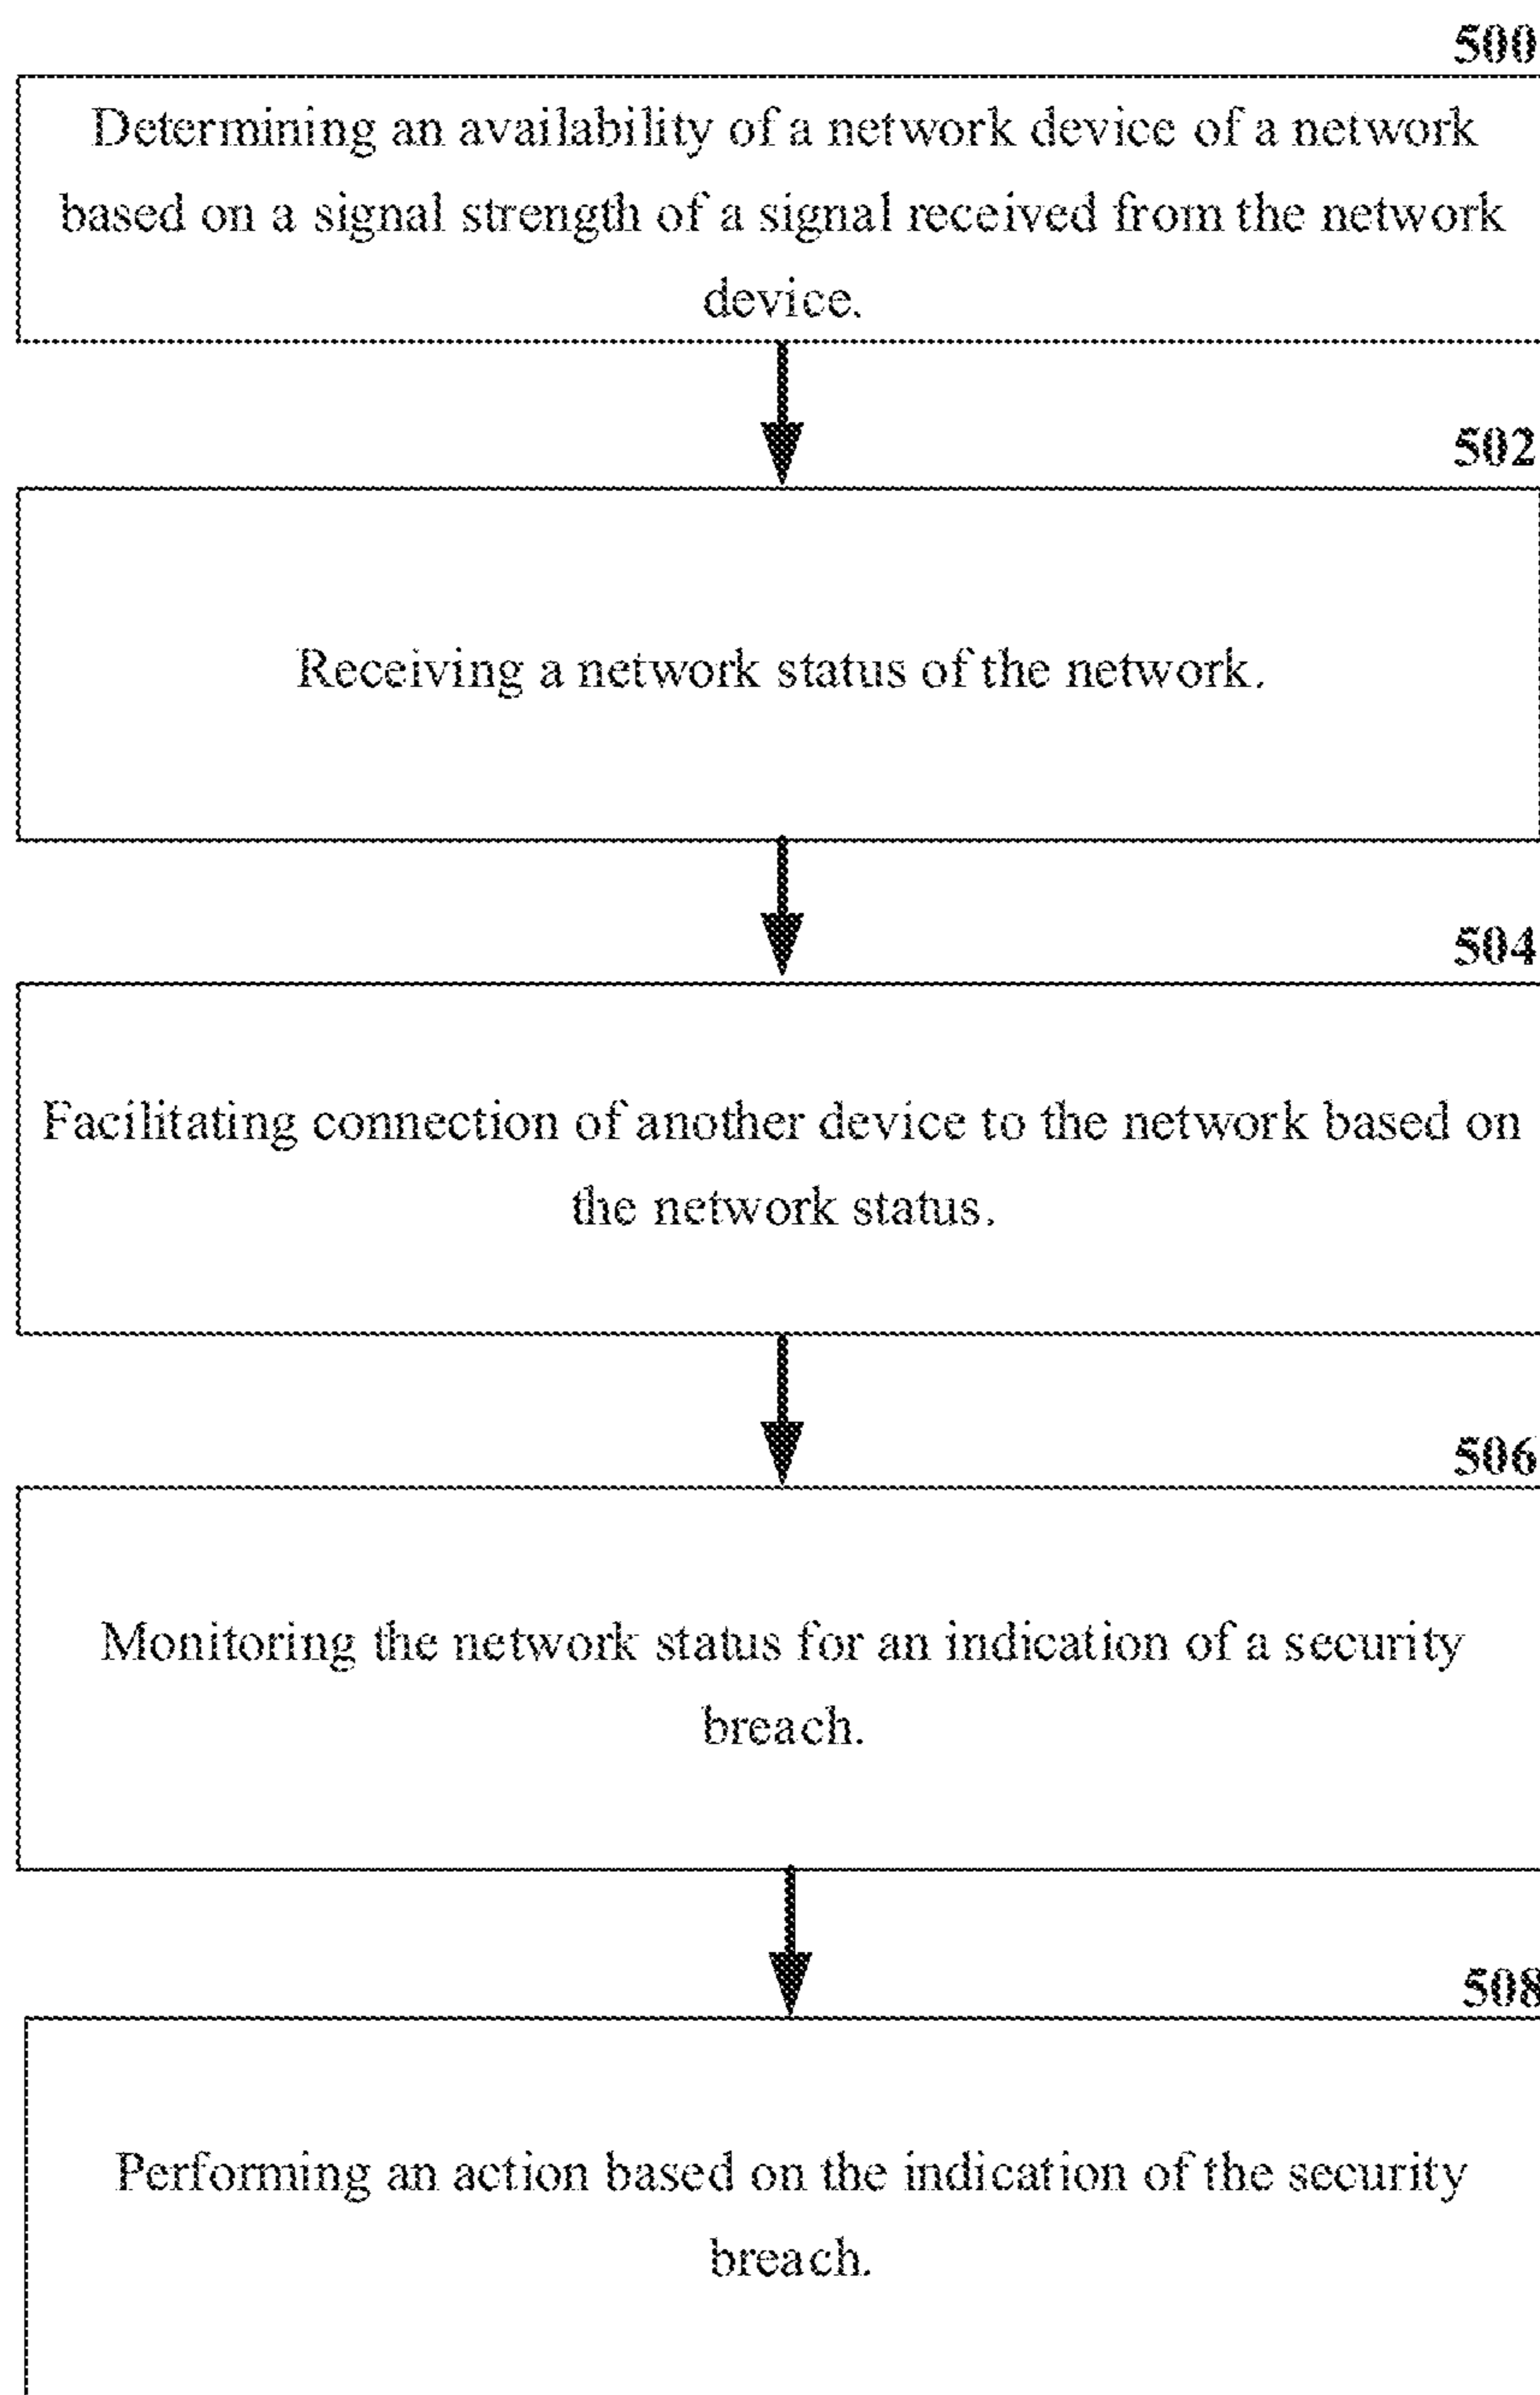 500
Determining an availability of a network device of a network
based on a signal strength of a signal received from the network
device.
502
Receiving a network status of the network.
504
Facilitating connection of another device to the network based on
the network status.
506
Monitoring the network status for an indication of a security
breach.
508
Performing an action based on the indication of the security
breach.